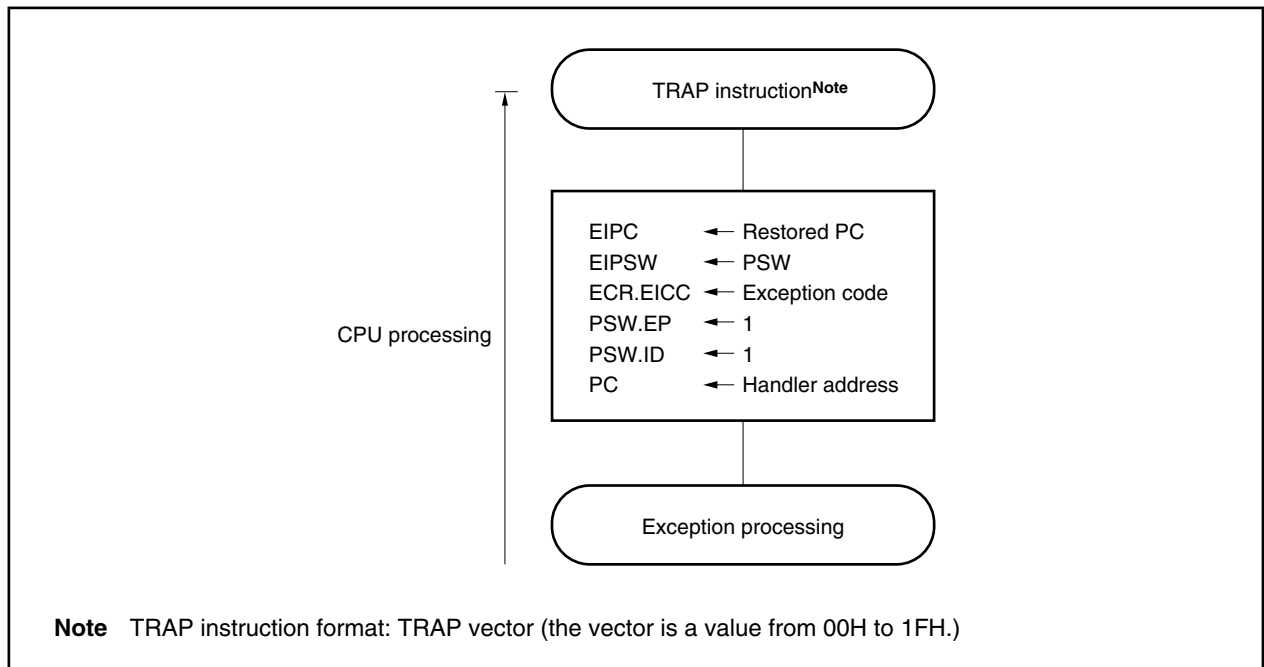 TRAP instructionNote
EIPC ← Restored PC
EIPSW ← PSW
ECR.EICC ← Exception code
PSW.EP ← 1
PSW.ID ← 1
PC ← Handler address
CPU processing
Exception processing
Note TRAP instruction format: TRAP vector (the vector is a value from 00H to 1FH.)